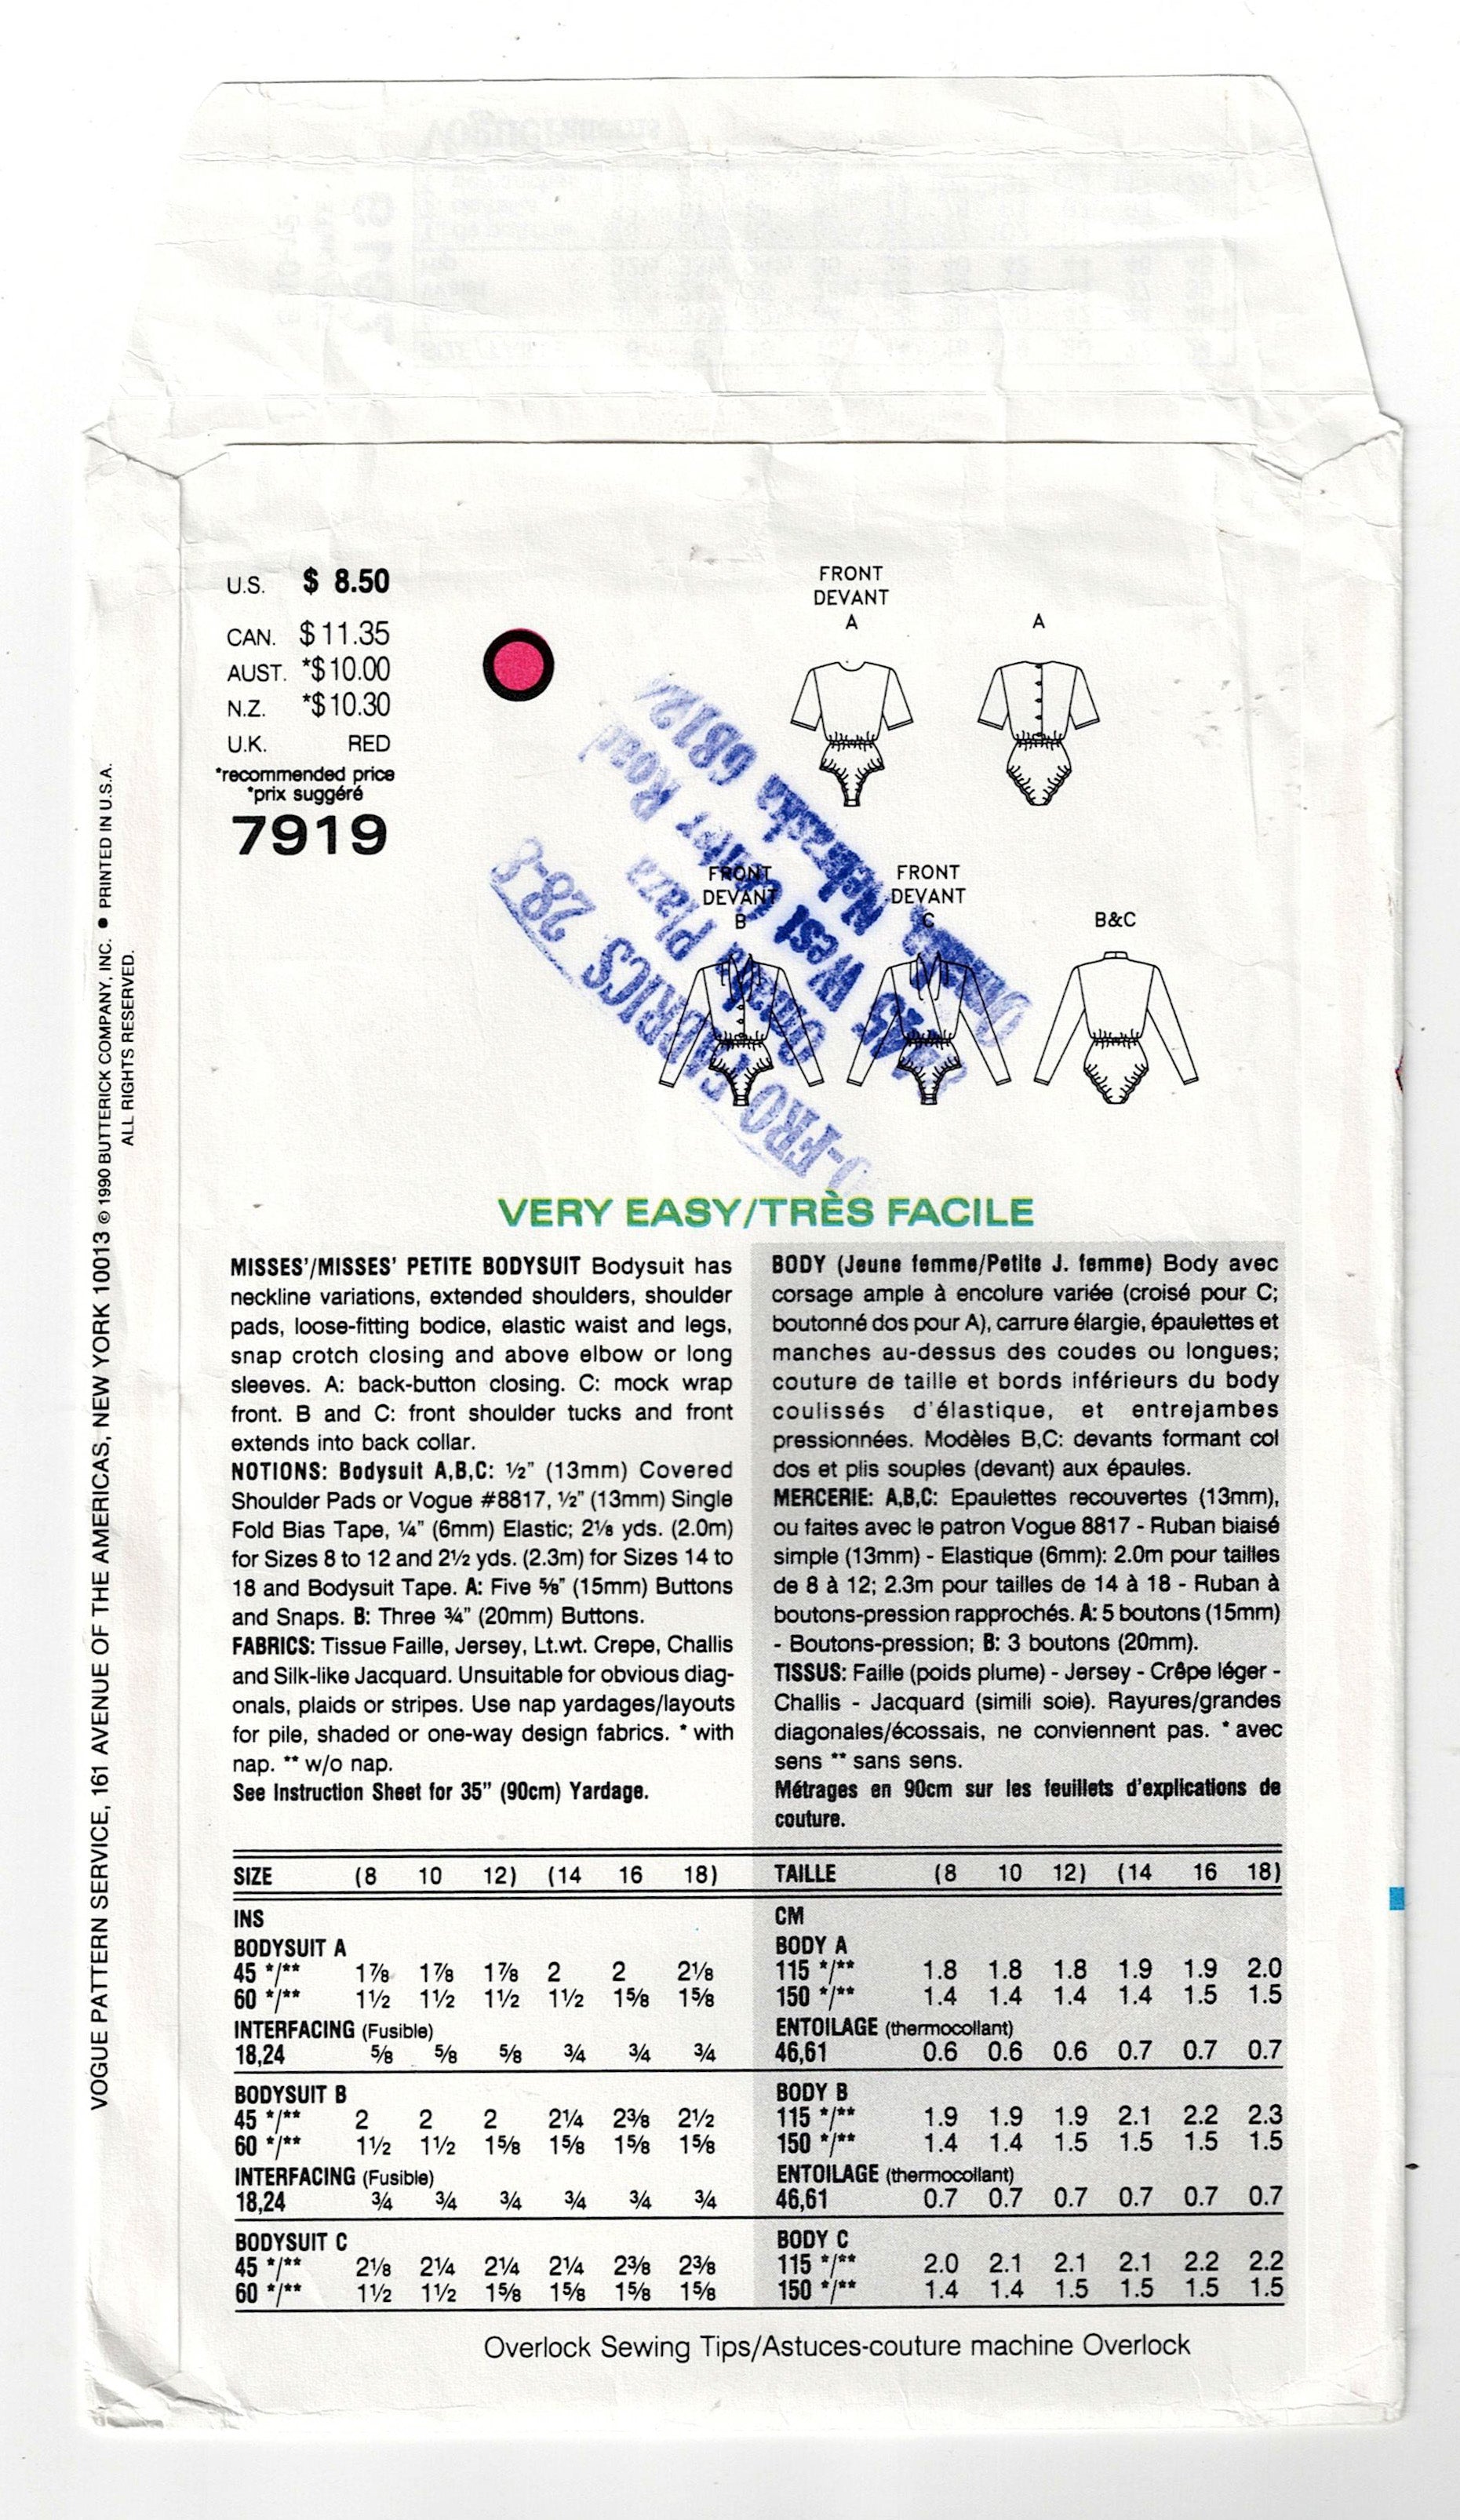 U.S. $ 8.50
CAN. $11.35
AUST. *$10.00
N.Z. *$10.30
U.K. RED
*recommended price
*prix suggéré
7919
FRONT
DEVANT
A
A
FRONT
DEVANT
B
FRONT
DEVANT
C
B&C
FABRICS 28-8
Plaza
West Center Road
Nebraska 6812
VERY EASY/TRÈS FACILE
MISSES'/MISSES' PETITE BODYSUIT Bodysuit has
neckline variations, extended shoulders, shoulder
pads, loose-fitting bodice, elastic waist and legs,
snap crotch closing and above elbow or long
sleeves. A: back-button closing. C: mock wrap
front. B and C: front shoulder tucks and front
extends into back collar.
NOTIONS: Bodysuit A,B,C: ½" (13mm) Covered
Shoulder Pads or Vogue #8817, ½" (13mm) Single
Fold Bias Tape, ¼" (6mm) Elastic; 2⅛ yds. (2.0m)
for Sizes 8 to 12 and 2½ yds. (2.3m) for Sizes 14 to
18 and Bodysuit Tape. A: Five ⅝" (15mm) Buttons
and Snaps. B: Three ¾" (20mm) Buttons.
FABRICS: Tissue Faille, Jersey, Lt.wt. Crepe, Challis
and Silk-like Jacquard. Unsuitable for obvious diag-
onals, plaids or stripes. Use nap yardages/layouts
for pile, shaded or one-way design fabrics. * with
nap. ** w/o nap.
See Instruction Sheet for 35" (90cm) Yardage.
BODY (Jeune femme/Petite J. femme) Body avec
corsage ample à encolure variée (croisé pour C;
boutonné dos pour A), carrure élargie, épaulettes et
manches au-dessus des coudes ou longues;
couture de taille et bords inférieurs du body
coulissés d'élastique, et entrejambes
pressionnées. Modèles B,C: devants formant col
dos et plis souples (devant) aux épaules.
MERCERIE: A,B,C: Epaulettes recouvertes (13mm),
ou faites avec le patron Vogue 8817 - Ruban biaisé
simple (13mm) - Elastique (6mm): 2.0m pour tailles
de 8 à 12; 2.3m pour tailles de 14 à 18 - Ruban à
boutons-pression rapprochés. A: 5 boutons (15mm)
- Boutons-pression; B: 3 boutons (20mm).
TISSUS: Faille (poids plume) - Jersey - Crêpe léger -
Challis - Jacquard (simili soie). Rayures/grandes
diagonales/écossais, ne conviennent pas. * avec
sens ** sans sens.
Métrages en 90cm sur les feuillets d'explications de
couture.
SIZE (8 10 12) (14 16 18)
INS
BODYSUIT A
45 */** 1⅞ 1⅞ 1⅞ 2 2 2⅛
60 */** 1½ 1½ 1½ 1½ 1⅝ 1⅝
INTERFACING (Fusible)
18,24 ⅝ ⅝ ⅝ ¾ ¾ ¾
BODYSUIT B
45 */** 2 2 2 2¼ 2⅜ 2½
60 */** 1½ 1½ 1⅝ 1⅝ 1⅝ 1⅝
INTERFACING (Fusible)
18,24 ¾ ¾ ¾ ¾ ¾ ¾
BODYSUIT C
45 */** 2⅛ 2¼ 2¼ 2¼ 2⅜ 2⅜
60 */** 1½ 1½ 1⅝ 1⅝ 1⅝ 1⅝
TAILLE (8 10 12) (14 16 18)
CM
BODY A
115 */** 1.8 1.8 1.8 1.9 1.9 2.0
150 */** 1.4 1.4 1.4 1.4 1.5 1.5
ENTOILAGE (thermocollant)
46,61 0.6 0.6 0.6 0.7 0.7 0.7
BODY B
115 */** 1.9 1.9 1.9 2.1 2.2 2.3
150 */** 1.4 1.4 1.5 1.5 1.5 1.5
ENTOILAGE (thermocollant)
46,61 0.7 0.7 0.7 0.7 0.7 0.7
BODY C
115 */** 2.0 2.1 2.1 2.1 2.2 2.2
150 */** 1.4 1.4 1.5 1.5 1.5 1.5
Overlock Sewing Tips/Astuces-couture machine Overlock
VOGUE PATTERN SERVICE, 161 AVENUE OF THE AMERICAS, NEW YORK 10013 © 1990 BUTTERICK COMPANY, INC. ● PRINTED IN U.S.A.
ALL RIGHTS RESERVED.